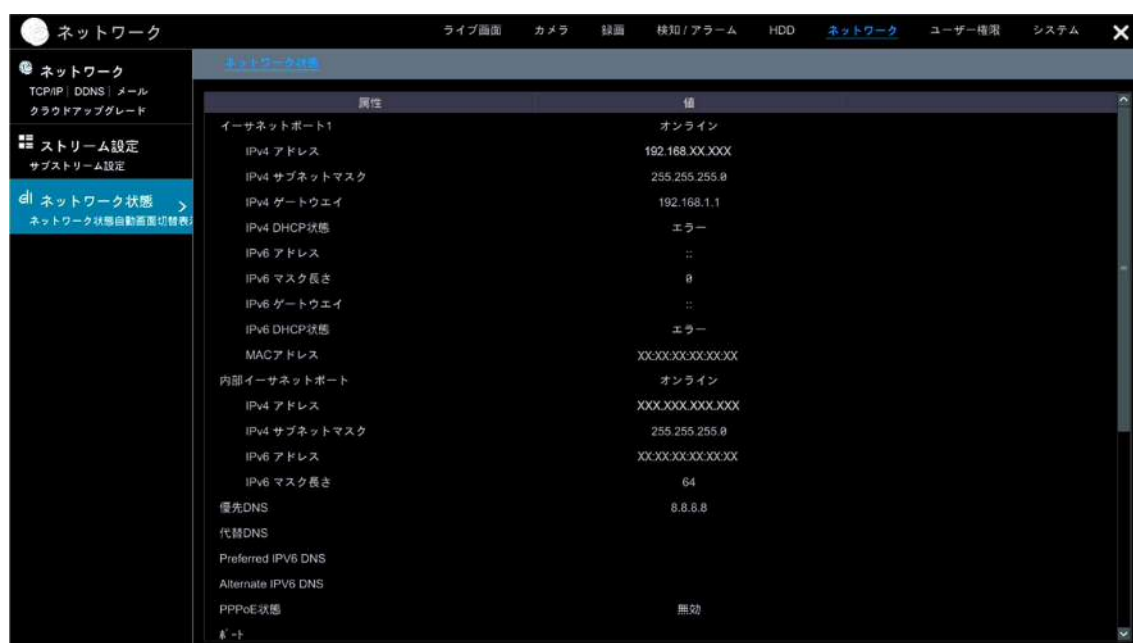 ネットワーク ライブ画面 カメラ 録画 検知/アラーム HDD ネットワーク ユーザー権限 システム
ネットワーク
TCP/IP | DDNS | メール
クラウドアップグレード
ストリーム設定
サブストリーム設定
ネットワーク状態
ネットワーク状態自動画面切替表
ネットワーク状態
属性 値
イーサネットポート1 オンライン
IPv4 アドレス 192.168.XX.XXX
IPv4 サブネットマスク 255.255.255.0
IPv4 ゲートウエイ 192.168.1.1
IPv4 DHCP状態 エラー
IPv6 アドレス ::
IPv6 マスク長さ 0
IPv6 ゲートウエイ ::
IPv6 DHCP状態 エラー
MACアドレス XX:XX:XX:XX:XX:XX
内部イーサネットポート オンライン
IPv4 アドレス XXX.XXX.XXX.XXX
IPv4 サブネットマスク 255.255.255.0
IPv6 アドレス XX:XX:XX:XX:XX:XX
IPv6 マスク長さ 64
優先DNS 8.8.8.8
代替DNS
Preferred IPV6 DNS
Alternate IPV6 DNS
PPPoE状態 無効
ポート